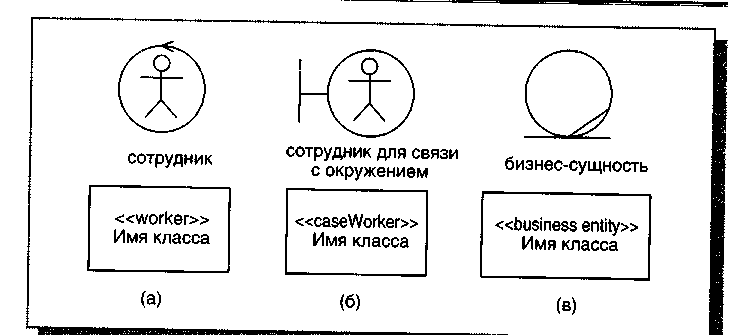 сотрудник
сотрудник для связи
с окружением
бизнес-сущность
<<worker>>
Имя класса
<<caseWorker>>
Имя класса
<<business entity>>
Имя класса
(а)
(б)
(в)